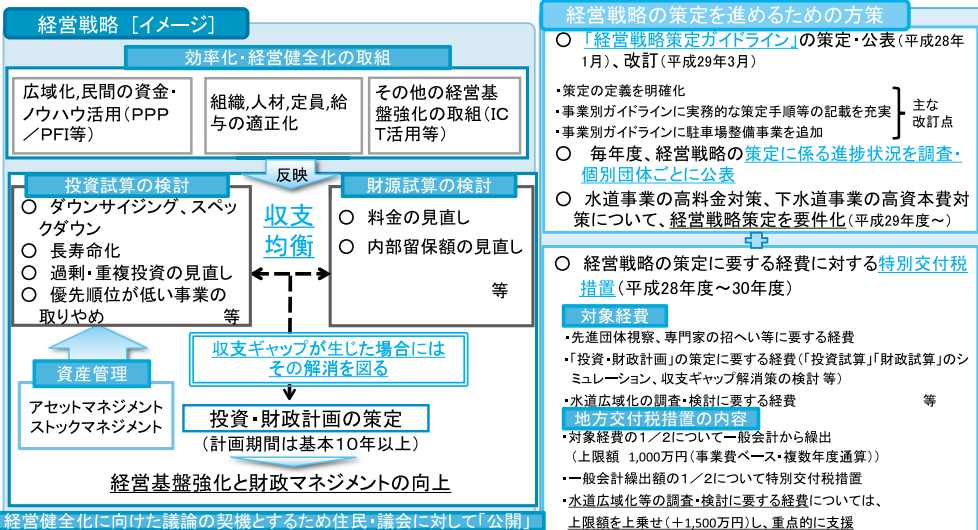 経営戦略［イメージ］
効率化・経営健全化の取組
広域化,民間の資金・
ノウハウ活用(PPP
／PFI等)
組織,人材,定員,給
与の適正化
その他の経営基
盤強化の取組(IC
T活用等)
反映
投資試算の検討
○ ダウンサイジング、スペッ
クダウン
○ 長寿命化
○ 過剰・重複投資の見直し
○ 優先順位が低い事業の
取りやめ 等
収支
均衡
財源試算の検討
○ 料金の見直し
○ 内部留保額の見直し
等
収支ギャップが生じた場合には
その解消を図る
資産管理
アセットマネジメント
ストックマネジメント
投資・財政計画の策定
(計画期間は基本10年以上)
経営基盤強化と財政マネジメントの向上
経営健全化に向けた議論の契機とするため住民・議会に対して「公開」
経営戦略の策定を進めるための方策
○ 「経営戦略策定ガイドライン」の策定・公表(平成28年
1月)、改訂(平成29年3月)
・策定の定義を明確化
・事業別ガイドラインに実務的な策定手順等の記載を充実
・事業別ガイドラインに駐車場整備事業を追加
主な
改訂点
○ 毎年度、経営戦略の策定に係る進捗状況を調査・
個別団体ごとに公表
○ 水道事業の高料金対策、下水道事業の高資本費対
策について、経営戦略策定を要件化(平成29年度～)
○ 経営戦略の策定に要する経費に対する特別交付税
措置(平成28年度～30年度)
対象経費
・先進団体視察、専門家の招へい等に要する経費
・「投資・財政計画」の策定に要する経費(「投資試算」「財政試算」のシ
ミュレーション、収支ギャップ解消策の検討 等)
・水道広域化の調査・検討に要する経費 等
地方交付税措置の内容
・対象経費の1／2について一般会計から繰出
(上限額 1,000万円(事業費ベース・複数年度通算))
・一般会計繰出額の1／2について特別交付税措置
・水道広域化等の調査・検討に要する経費については、
上限額を上乗せ(＋1,500万円)し、重点的に支援